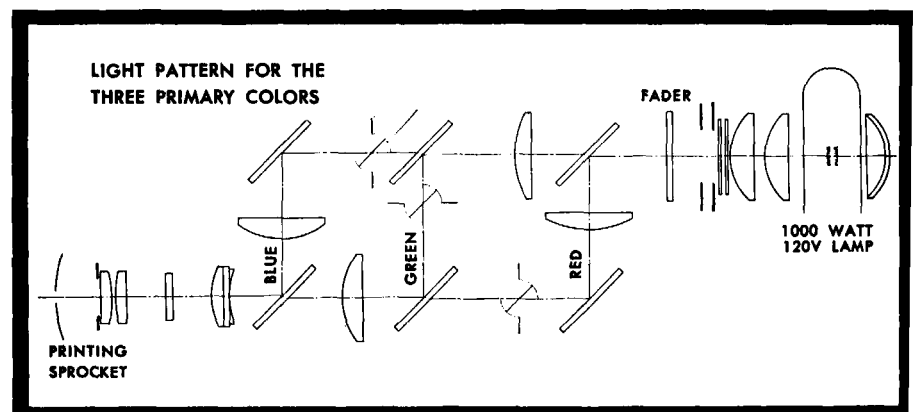 LIGHT PATTERN FOR THE
THREE PRIMARY COLORS
FADER
BLUE
GREEN
RED
1000 WATT
120V LAMP
PRINTING
SPROCKET